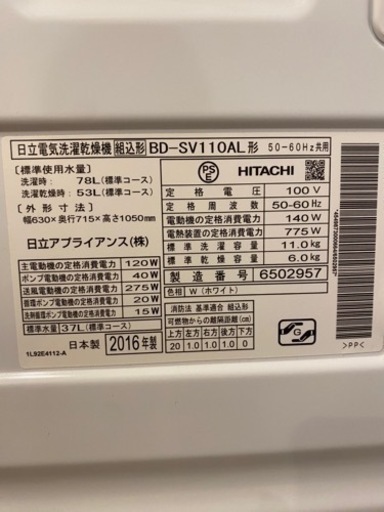 日立電気洗濯乾燥機 組込形 BD-SV110AL形 50-60Hz共用
〔標準使用水量〕
洗濯時: 78L(標準コース)
洗乾時: 53L(標準コース)
〔外形寸法〕
幅630×奥行715×高さ1050mm
日立アプライアンス(株)
主電動機の定格消費電力 120W
ポンプ電動機の定格消費電力 40W
送風電動機の定格消費電力 275W
循環ポンプ電動機の定格消費電力 20W
洗剤循環ポンプ電動機の定格消費電力 15W
標準水量 37L(標準コース)
日本製 2016年製
1L92E4112-A
PSE HITACHI
定格電圧 100V
定格周波数 50-60Hz
電動機の定格消費電力 140W
電熱装置の定格消費電力 775W
標準洗濯容量 11.0kg
標準乾燥容量 6.0kg
製造番号 6502957
色相 W(ホワイト)
消防法 基準適合 組込形
可燃物からの離隔距離(cm)
上方 左方 右方 前方 後方 下方
20 1.0 1.0 1.0 1.0 0
G
>PP<